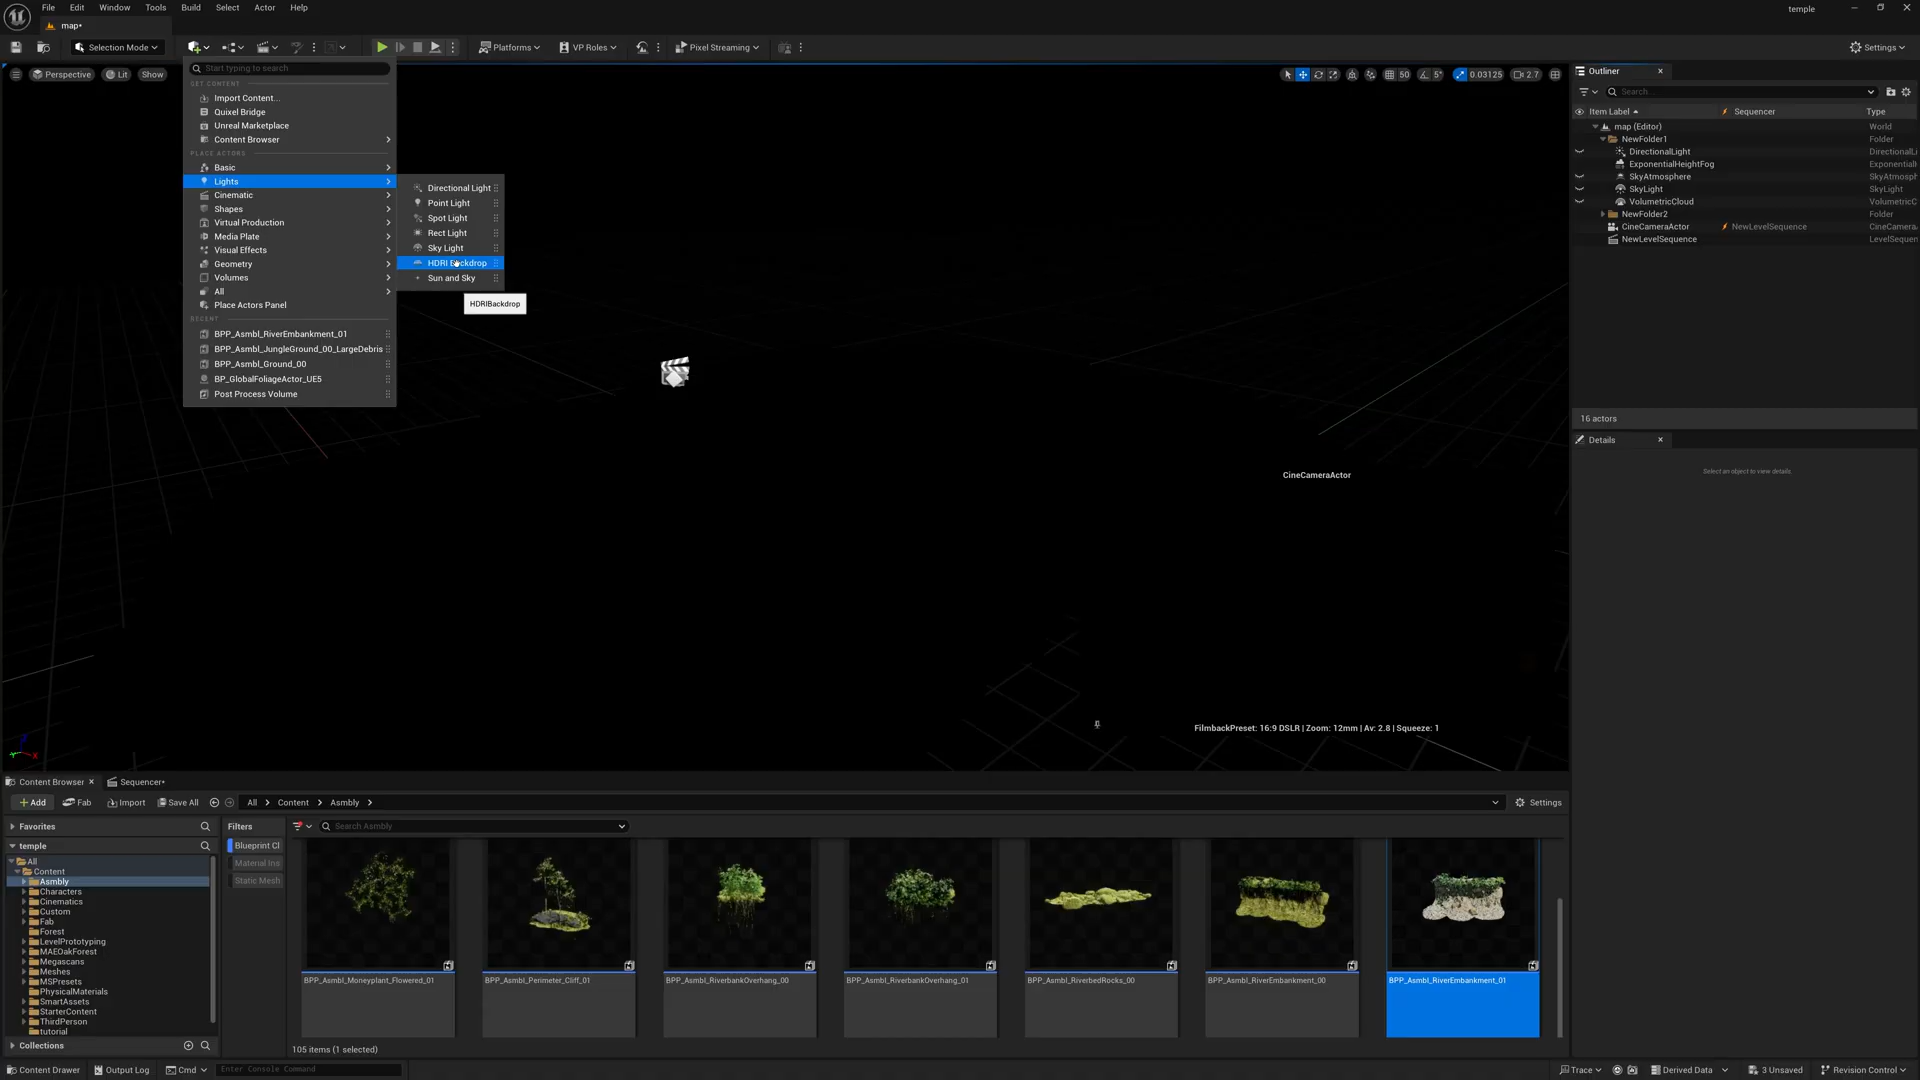 File Edit Window Tools Build Select Actor Help
temple
map•
Selection Mode
Platforms
VP Roles
Pixel Streaming
Settings
Perspective
Lit
Show
50
5°
0.03125
2.7
Start typing to search
GET CONTENT
Import Content...
Quixel Bridge
Unreal Marketplace
Content Browser
PLACE ACTORS
Basic
Lights
Cinematic
Shapes
Virtual Production
Media Plate
Visual Effects
Geometry
Volumes
All
Place Actors Panel
RECENT
BPP_Asmbl_RiverEmbankment_01
BPP_Asmbl_JungleGround_00_LargeDebris
BPP_Asmbl_Ground_00
BP_GlobalFoliageActor_UE5
Post Process Volume
Directional Light
Point Light
Spot Light
Rect Light
Sky Light
HDRI Backdrop
Sun and Sky
HDRIBackdrop
CineCameraActor
FilmbackPreset: 16:9 DSLR | Zoom: 12mm | Av: 2.8 | Squeeze: 1
Outliner
Search...
Item Label Sequencer Type
map (Editor) World
NewFolder1 Folder
DirectionalLight DirectionalLi
ExponentialHeightFog Exponential
SkyAtmosphere SkyAtmosph
SkyLight SkyLight
VolumetricCloud VolumetricC
NewFolder2 Folder
CineCameraActor NewLevelSequence CineCamera
NewLevelSequence LevelSequen
16 actors
Details
Select an object to view details.
Content Browser
Sequencer•
Add
Fab
Import
Save All
All
Content
Asmbly
Settings
Favorites
temple
All
Content
Asmbly
Characters
Cinematics
Custom
Fab
Forest
LevelPrototyping
MAEOakForest
Megascans
Meshes
MSPresets
PhysicalMaterials
SmartAssets
StarterContent
ThirdPerson
tutorial
Collections
Filters
Blueprint Cl
Material Ins
Static Mesh
Search Asmbly
BPP_Asmbl_Moneyplant_Flowered_01
BPP_Asmbl_Perimeter_Cliff_01
BPP_Asmbl_RiverbankOverhang_00
BPP_Asmbl_RiverbankOverhang_01
BPP_Asmbl_RiverbedRocks_00
BPP_Asmbl_RiverEmbankment_00
BPP_Asmbl_RiverEmbankment_01
105 items (1 selected)
Content Drawer
Output Log
Cmd
Enter Console Command
Trace
Derived Data
3 Unsaved
Revision Control